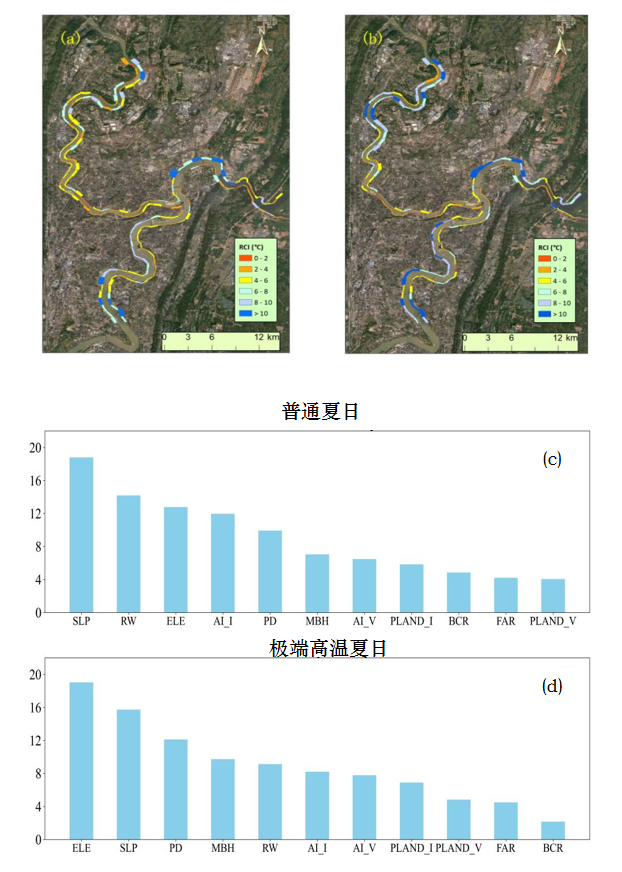 (a)
N
RCI (℃)
0 - 2
2 - 4
4 - 6
6 - 8
8 - 10
> 10
0 3 6 12 km
(b)
N
RCI (℃)
0 - 2
2 - 4
4 - 6
6 - 8
8 - 10
> 10
0 3 6 12 km
普通夏日
(c)
20
16
12
8
4
0
SLP RW ELE AI_I PD MBH AI_V PLAND_I BCR FAR PLAND_V
极端高温夏日
(d)
20
16
12
8
4
0
ELE SLP PD MBH RW AI_I AI_V PLAND_I PLAND_V FAR BCR